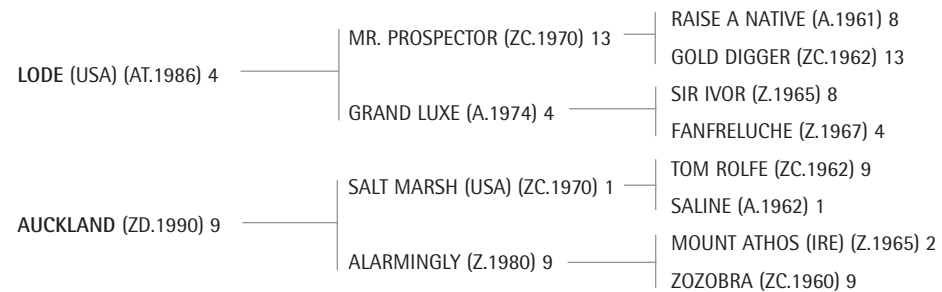 RAISE A NATIVE (A.1961) 8
MR. PROSPECTOR (ZC.1970) 13
GOLD DIGGER (ZC.1962) 13
LODE (USA) (AT.1986) 4
SIR IVOR (Z.1965) 8
GRAND LUXE (A.1974) 4
FANFRELUCHE (Z.1967) 4
TOM ROLFE (ZC.1962) 9
SALT MARSH (USA) (ZC.1970) 1
SALINE (A.1962) 1
AUCKLAND (ZD.1990) 9
MOUNT ATHOS (IRE) (Z.1965) 2
ALARMINGLY (Z.1980) 9
ZOZOBRA (ZC.1960) 9